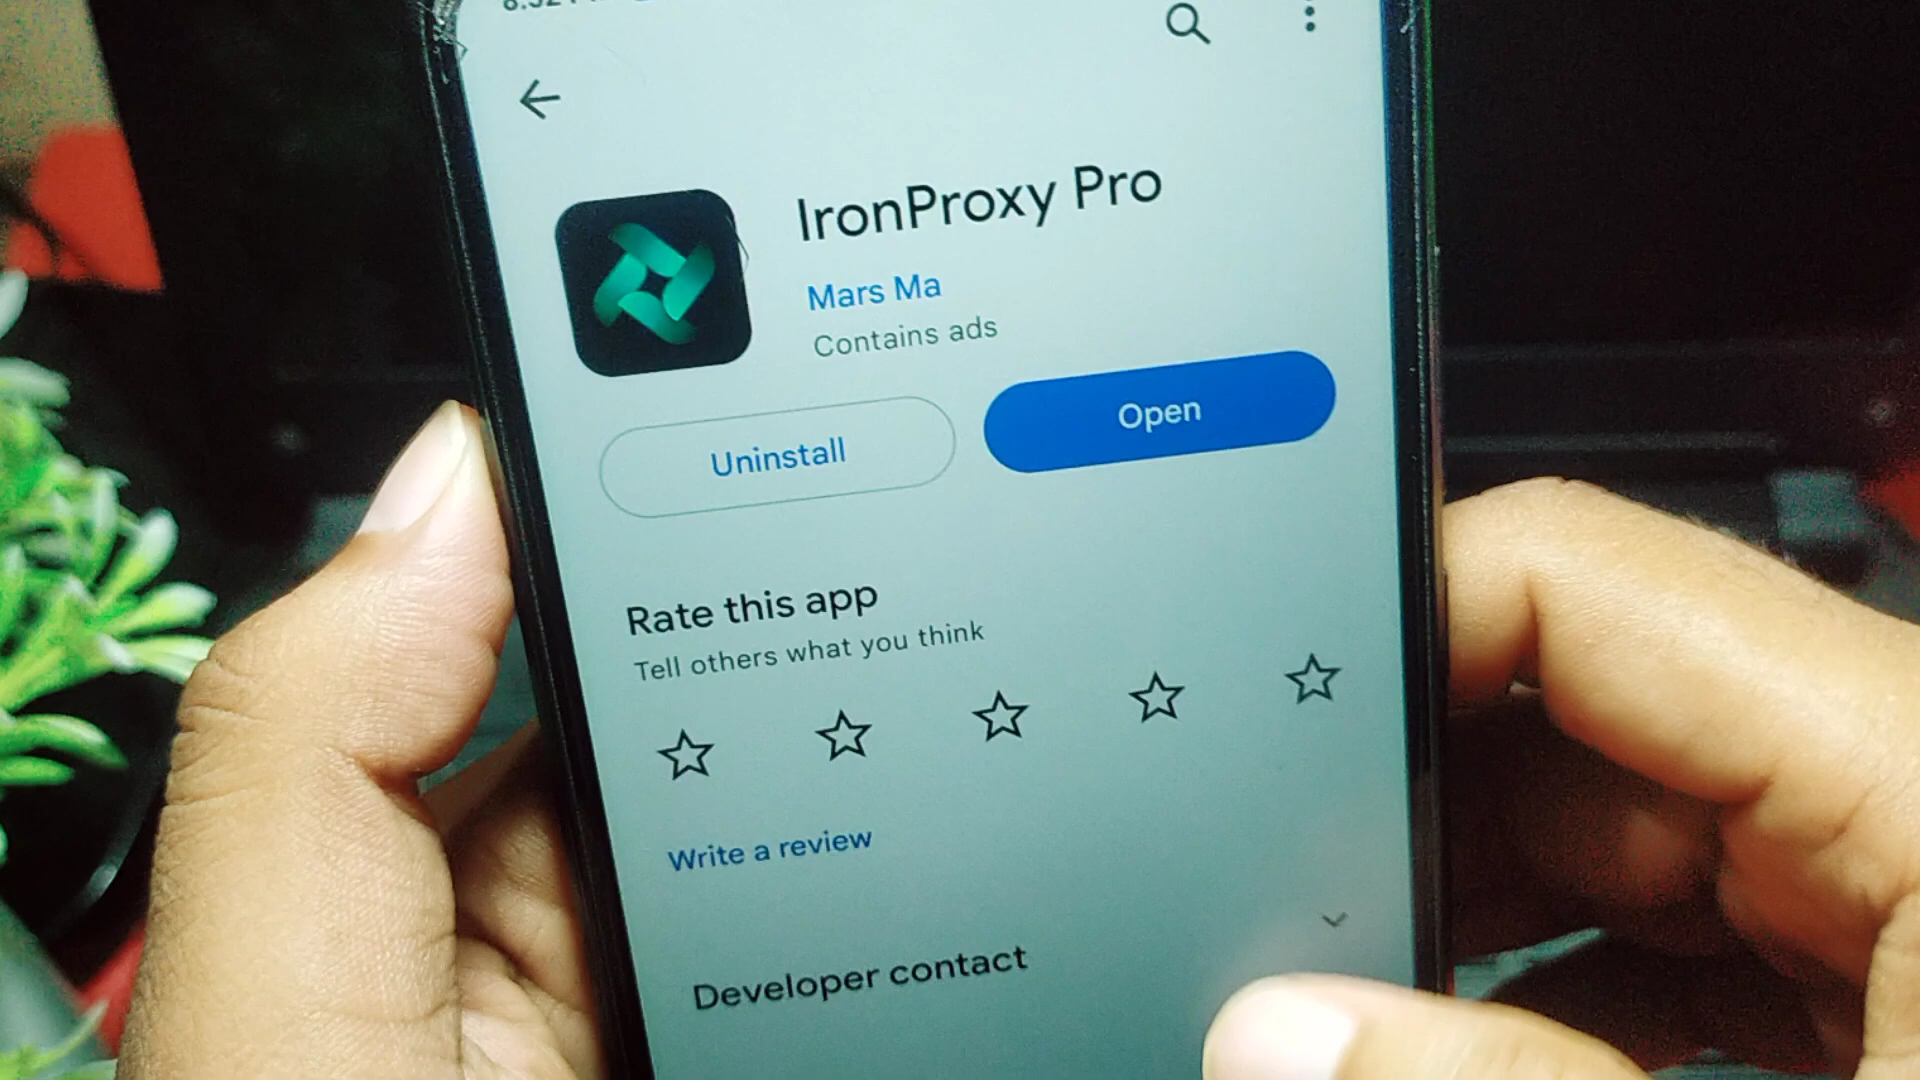 IronProxy Pro
Mars Ma
Contains ads
Uninstall
Open
Rate this app
Tell others what you think
Write a review
Developer contact